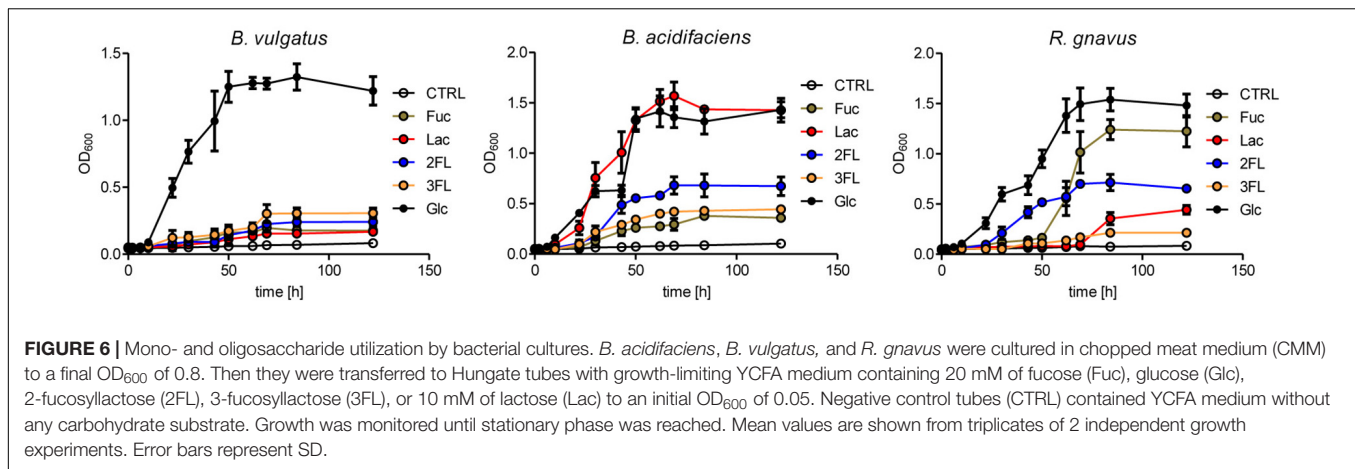 B. vulgatus
1.5
1.0
0.5
0.0
OD600
0 50 100 150
time [h]
CTRL
Fuc
Lac
2FL
3FL
Glc
B. acidifaciens
2.0
1.5
1.0
0.5
0.0
OD600
0 50 100 150
time [h]
CTRL
Fuc
Lac
2FL
3FL
Glc
R. gnavus
2.0
1.5
1.0
0.5
0.0
OD600
0 50 100 150
time [h]
CTRL
Fuc
Lac
2FL
3FL
Glc
FIGURE 6 | Mono- and oligosaccharide utilization by bacterial cultures. B. acidifaciens, B. vulgatus, and R. gnavus were cultured in chopped meat medium (CMM)
to a final OD600 of 0.8. Then they were transferred to Hungate tubes with growth-limiting YCFA medium containing 20 mM of fucose (Fuc), glucose (Glc),
2-fucosyllactose (2FL), 3-fucosyllactose (3FL), or 10 mM of lactose (Lac) to an initial OD600 of 0.05. Negative control tubes (CTRL) contained YCFA medium without
any carbohydrate substrate. Growth was monitored until stationary phase was reached. Mean values are shown from triplicates of 2 independent growth
experiments. Error bars represent SD.